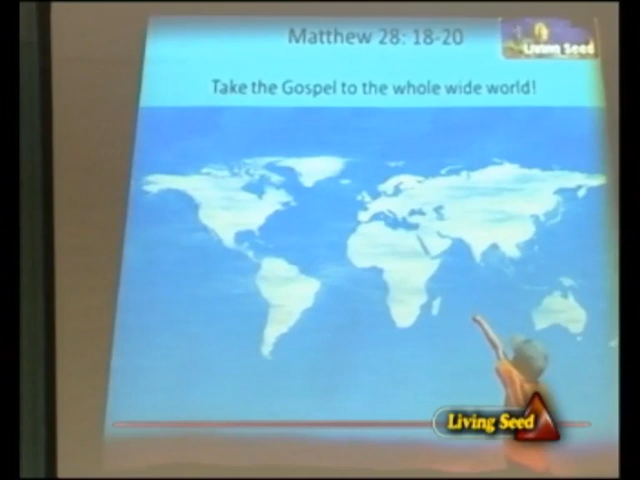 Matthew 28: 18-20
Living Seed
Take the Gospel to the whole wide world!
Living Seed